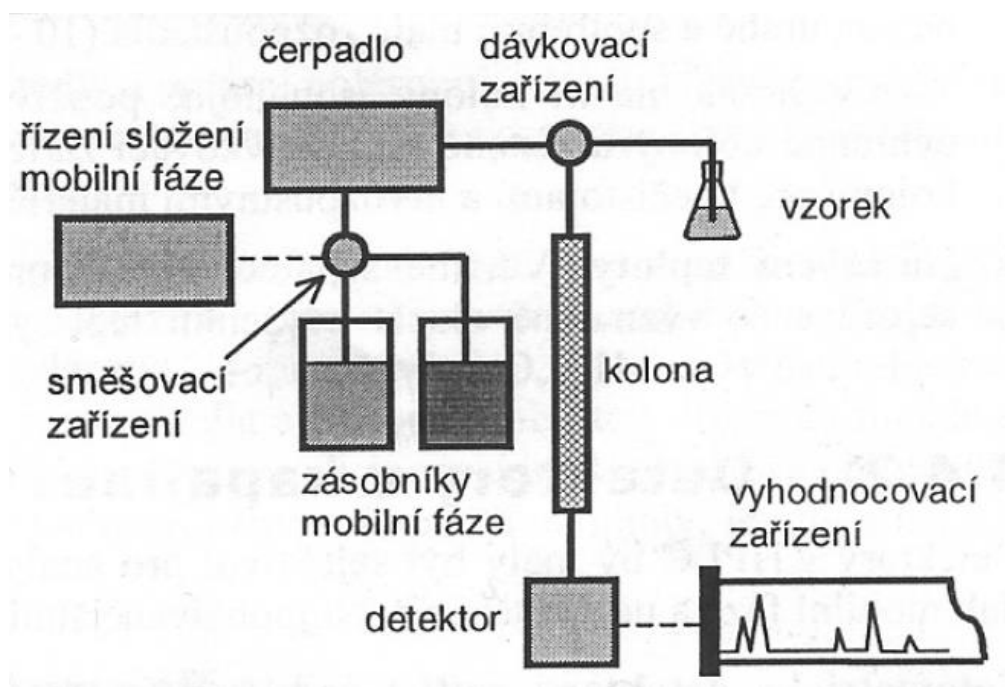 čerpadlo
dávkovací
zařízení
řízení složení
mobilní fáze
vzorek
směšovací
zařízení
kolona
zásobníky
mobilní fáze
vyhodnocovací
zařízení
detektor